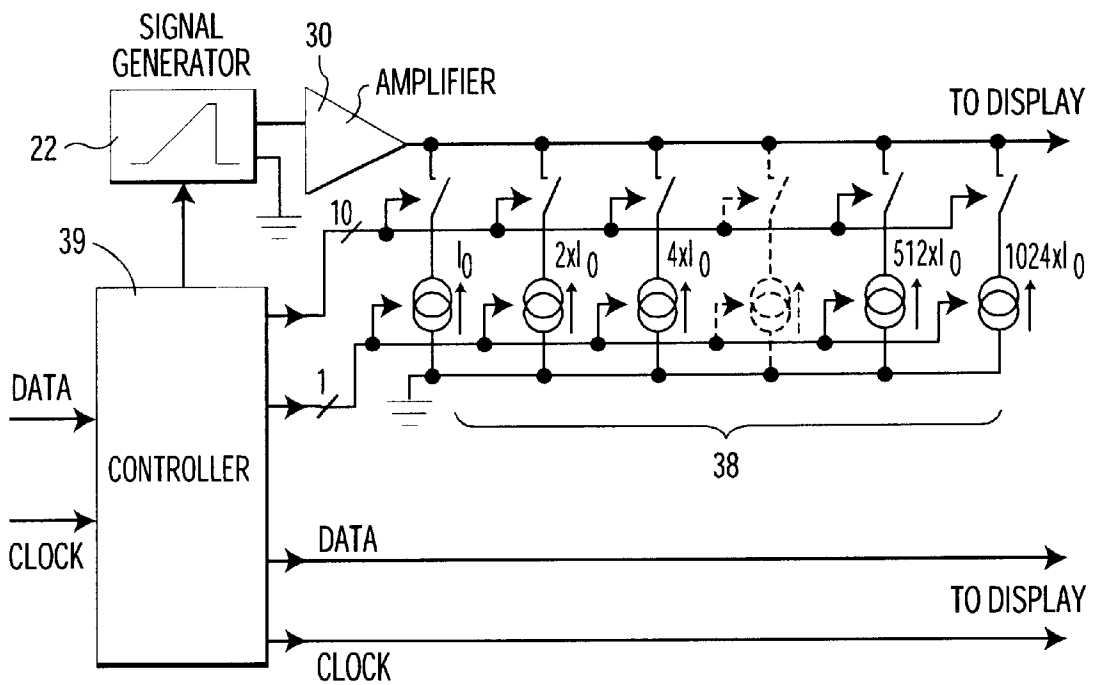 SIGNAL
GENERATOR
30
AMPLIFIER
TO DISPLAY
22
10
39
I0
2xI0
4xI0
512xI0
1024xI0
1
DATA
38
CONTROLLER
CLOCK
DATA
TO DISPLAY
CLOCK